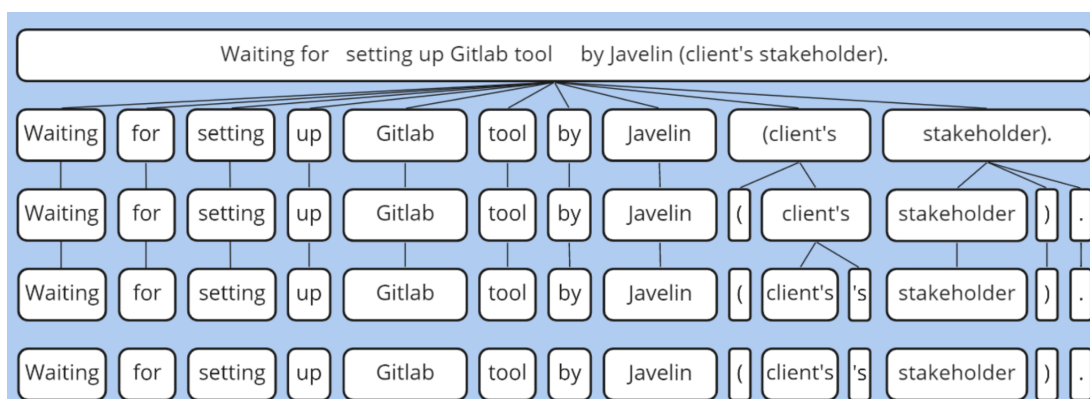 Waiting for setting up Gitlab tool by Javelin (client's stakeholder).
Waiting for setting up Gitlab tool by Javelin (client's stakeholder).
Waiting for setting up Gitlab tool by Javelin ( client's stakeholder ) .
Waiting for setting up Gitlab tool by Javelin ( client's 's stakeholder ) .
Waiting for setting up Gitlab tool by Javelin ( client's 's stakeholder ) .